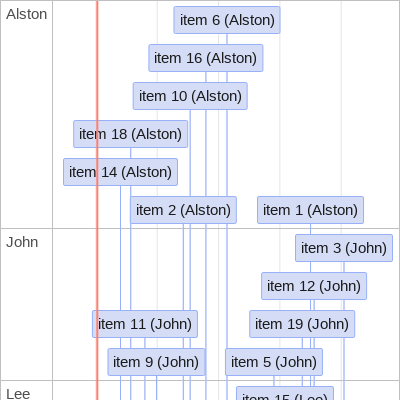 Alston
item 6 (Alston)
item 16 (Alston)
item 10 (Alston)
item 18 (Alston)
item 14 (Alston)
item 2 (Alston)
item 1 (Alston)
John
item 3 (John)
item 12 (John)
item 11 (John)
item 19 (John)
item 9 (John)
item 5 (John)
Lee
item 15 (Lee)